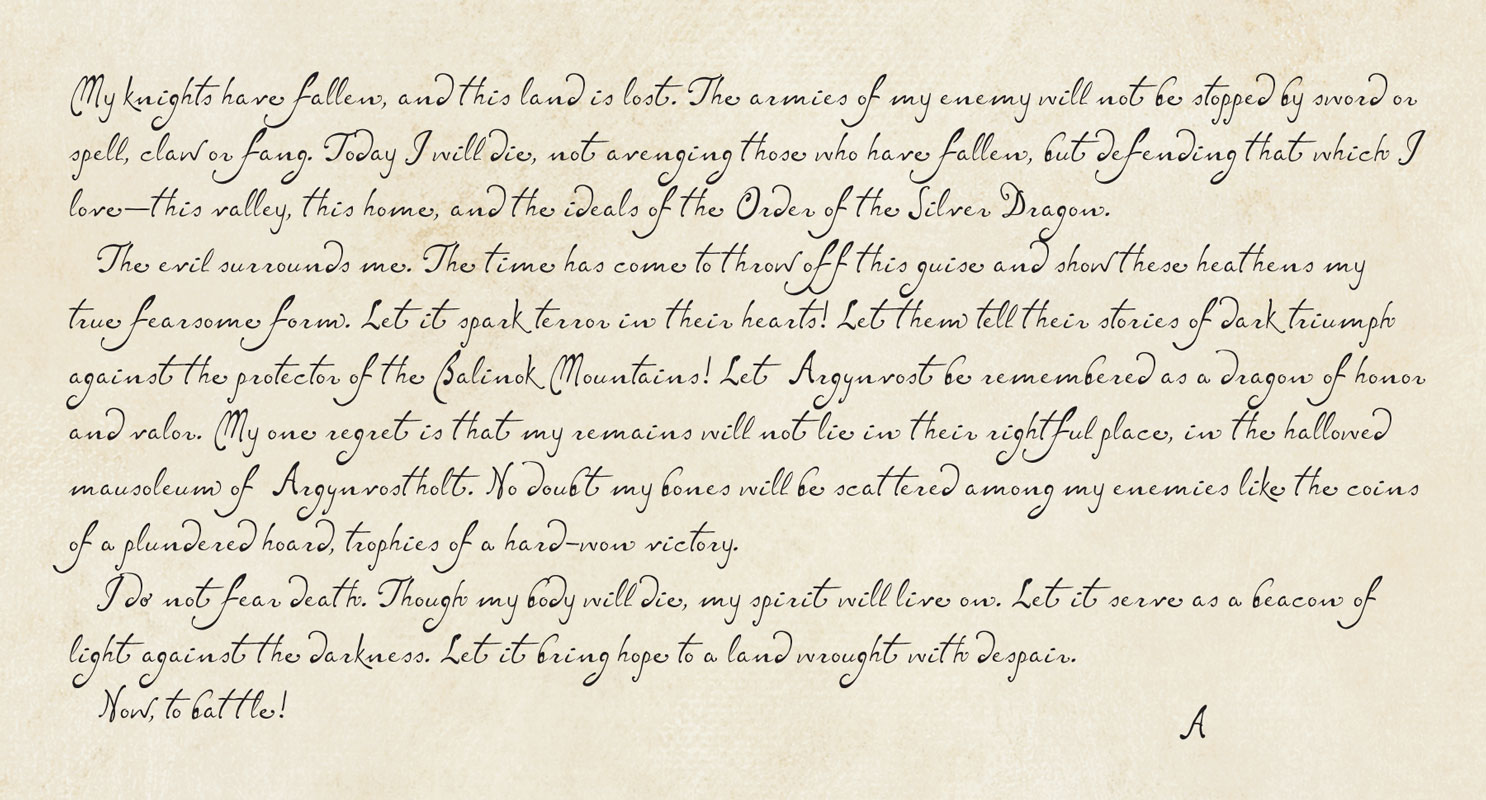 My knights have fallen, and this land is lost. The armies of my enemy will not be stopped by sword or
spell, claw or fang. Today I will die, not avenging those who have fallen, but defending that which I
love—this valley, this home, and the ideals of the Order of the Silver Dragon.
The evil surrounds me. The time has come to throw off this guise and show these heathens my
true fearsome form. Let it spark terror in their hearts! Let them tell their stories of dark triumph
against the protector of the Balinok Mountains! Let Argynvost be remembered as a dragon of honor
and valor. My one regret is that my remains will not lie in their rightful place, in the hallowed
mausoleum of Argynvostholt. No doubt my bones will be scattered among my enemies like the coins
of a plundered hoard, trophies of a hard-won victory.
I do not fear death. Though my body will die, my spirit will live on. Let it serve as a beacon of
light against the darkness. Let it bring hope to a land wrought with despair.
Now, to battle!
A